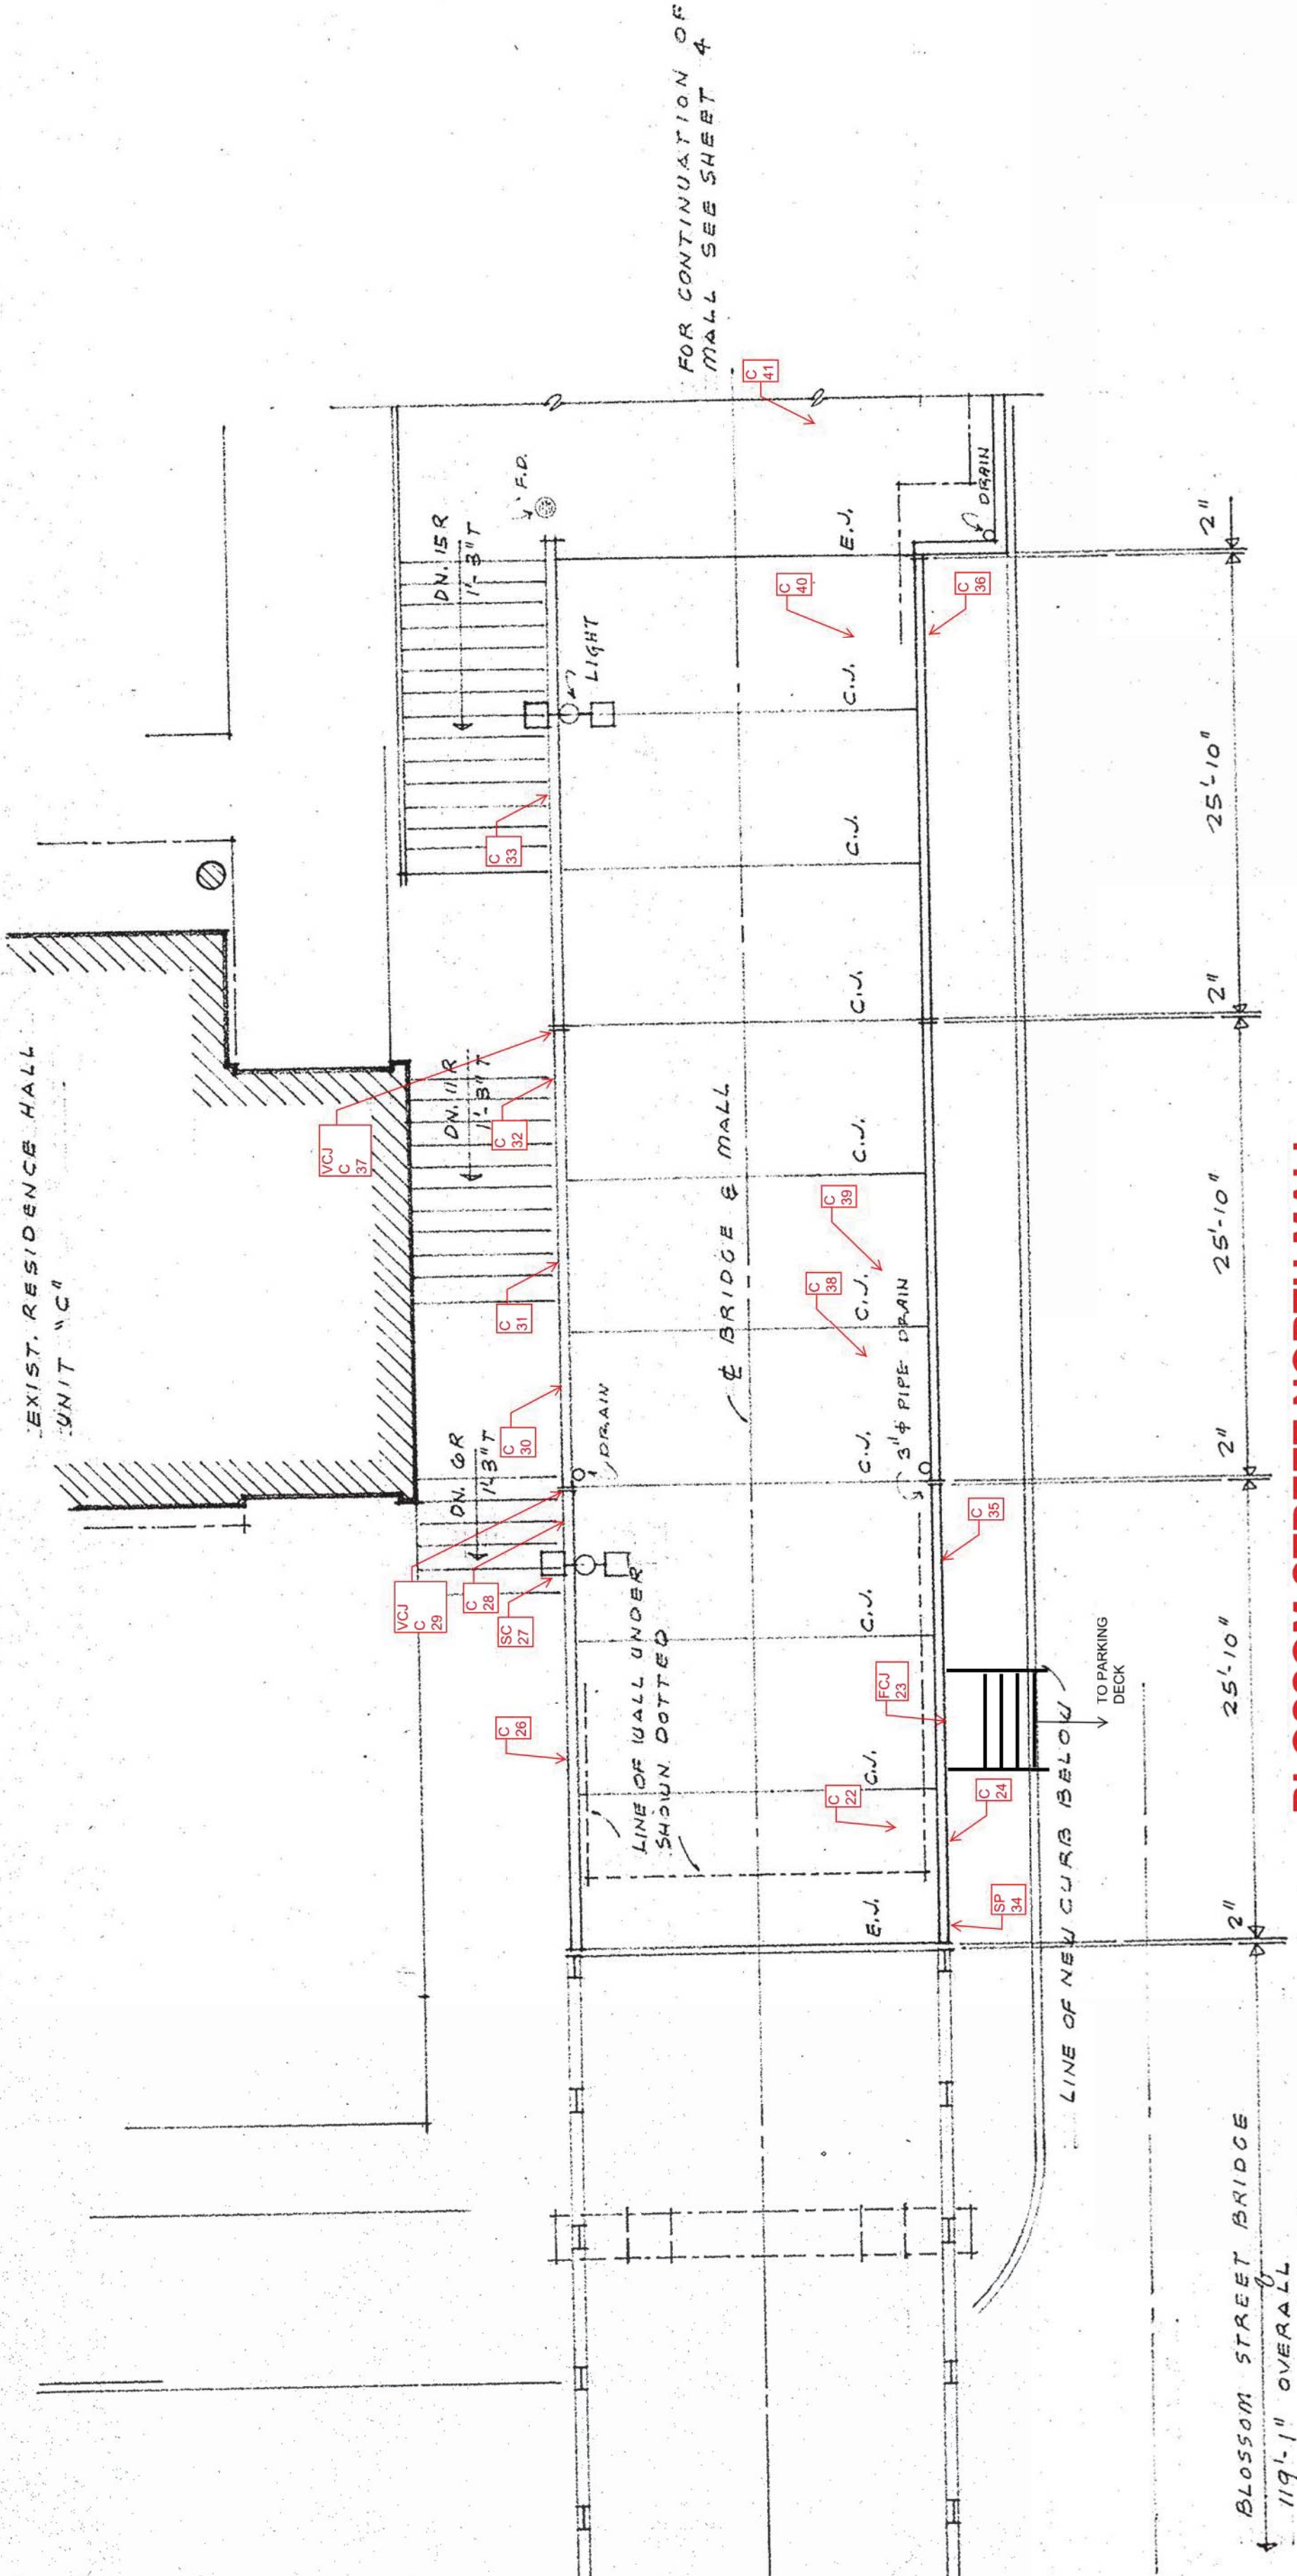 EXIST. RESIDENCE HALL
UNIT "C"
FOR CONTINUATION OF
MALL SEE SHEET 4
VCJ
C
29
C
28
SC
27
C
26
DN. 6R
1'-3" T
C
30
C
31
VCJ
C
37
DN. 11 R
1'-3" T
C
32
C
33
DN. 15 R
1'-3" T
F.D.
LIGHT
DRAIN
LINE OF WALL UNDER
SHOWN DOTTED
℄ BRIDGE & MALL
C
41
C
40
C
39
C
38
C
22
FCJ
23
E.J.
C.J.
C.J.
C.J.
C.J.
C.J.
C.J.
C.J.
C.J.
E.J.
3" ϕ PIPE DRAIN
DRAIN
SP
34
C
24
C
35
C
36
TO PARKING
DECK
LINE OF NEW CURB BELOW
2"
25'-10"
2"
25'-10"
2"
25'-10"
2"
BLOSSOM STREET BRIDGE
119'-1" OVERALL